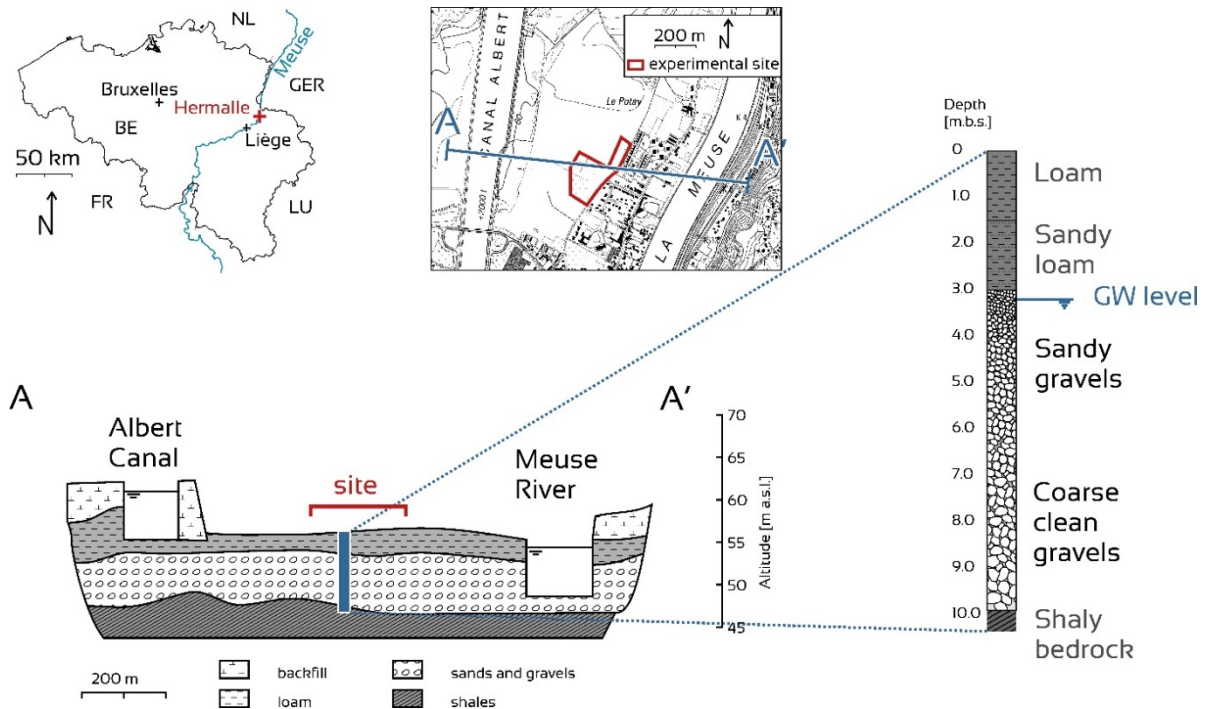 NL
Meuse
Bruxelles
GER
Hermalle
BE
Liège
50 km
N
FR
LU
200 m
N
experimental site
CANAL ALBERT
Le Potay
A
A'
LA MEUSE
Depth
[m.b.s.]
0
1.0
2.0
3.0
4.0
5.0
6.0
7.0
8.0
9.0
10.0
Loam
Sandy
loam
GW level
Sandy
gravels
Coarse
clean
gravels
Shaly
bedrock
A
A'
Albert
Canal
site
Meuse
River
70
65
60
55
50
45
Altitude [m a.s.l.]
200 m
backfill
loam
sands and gravels
shales